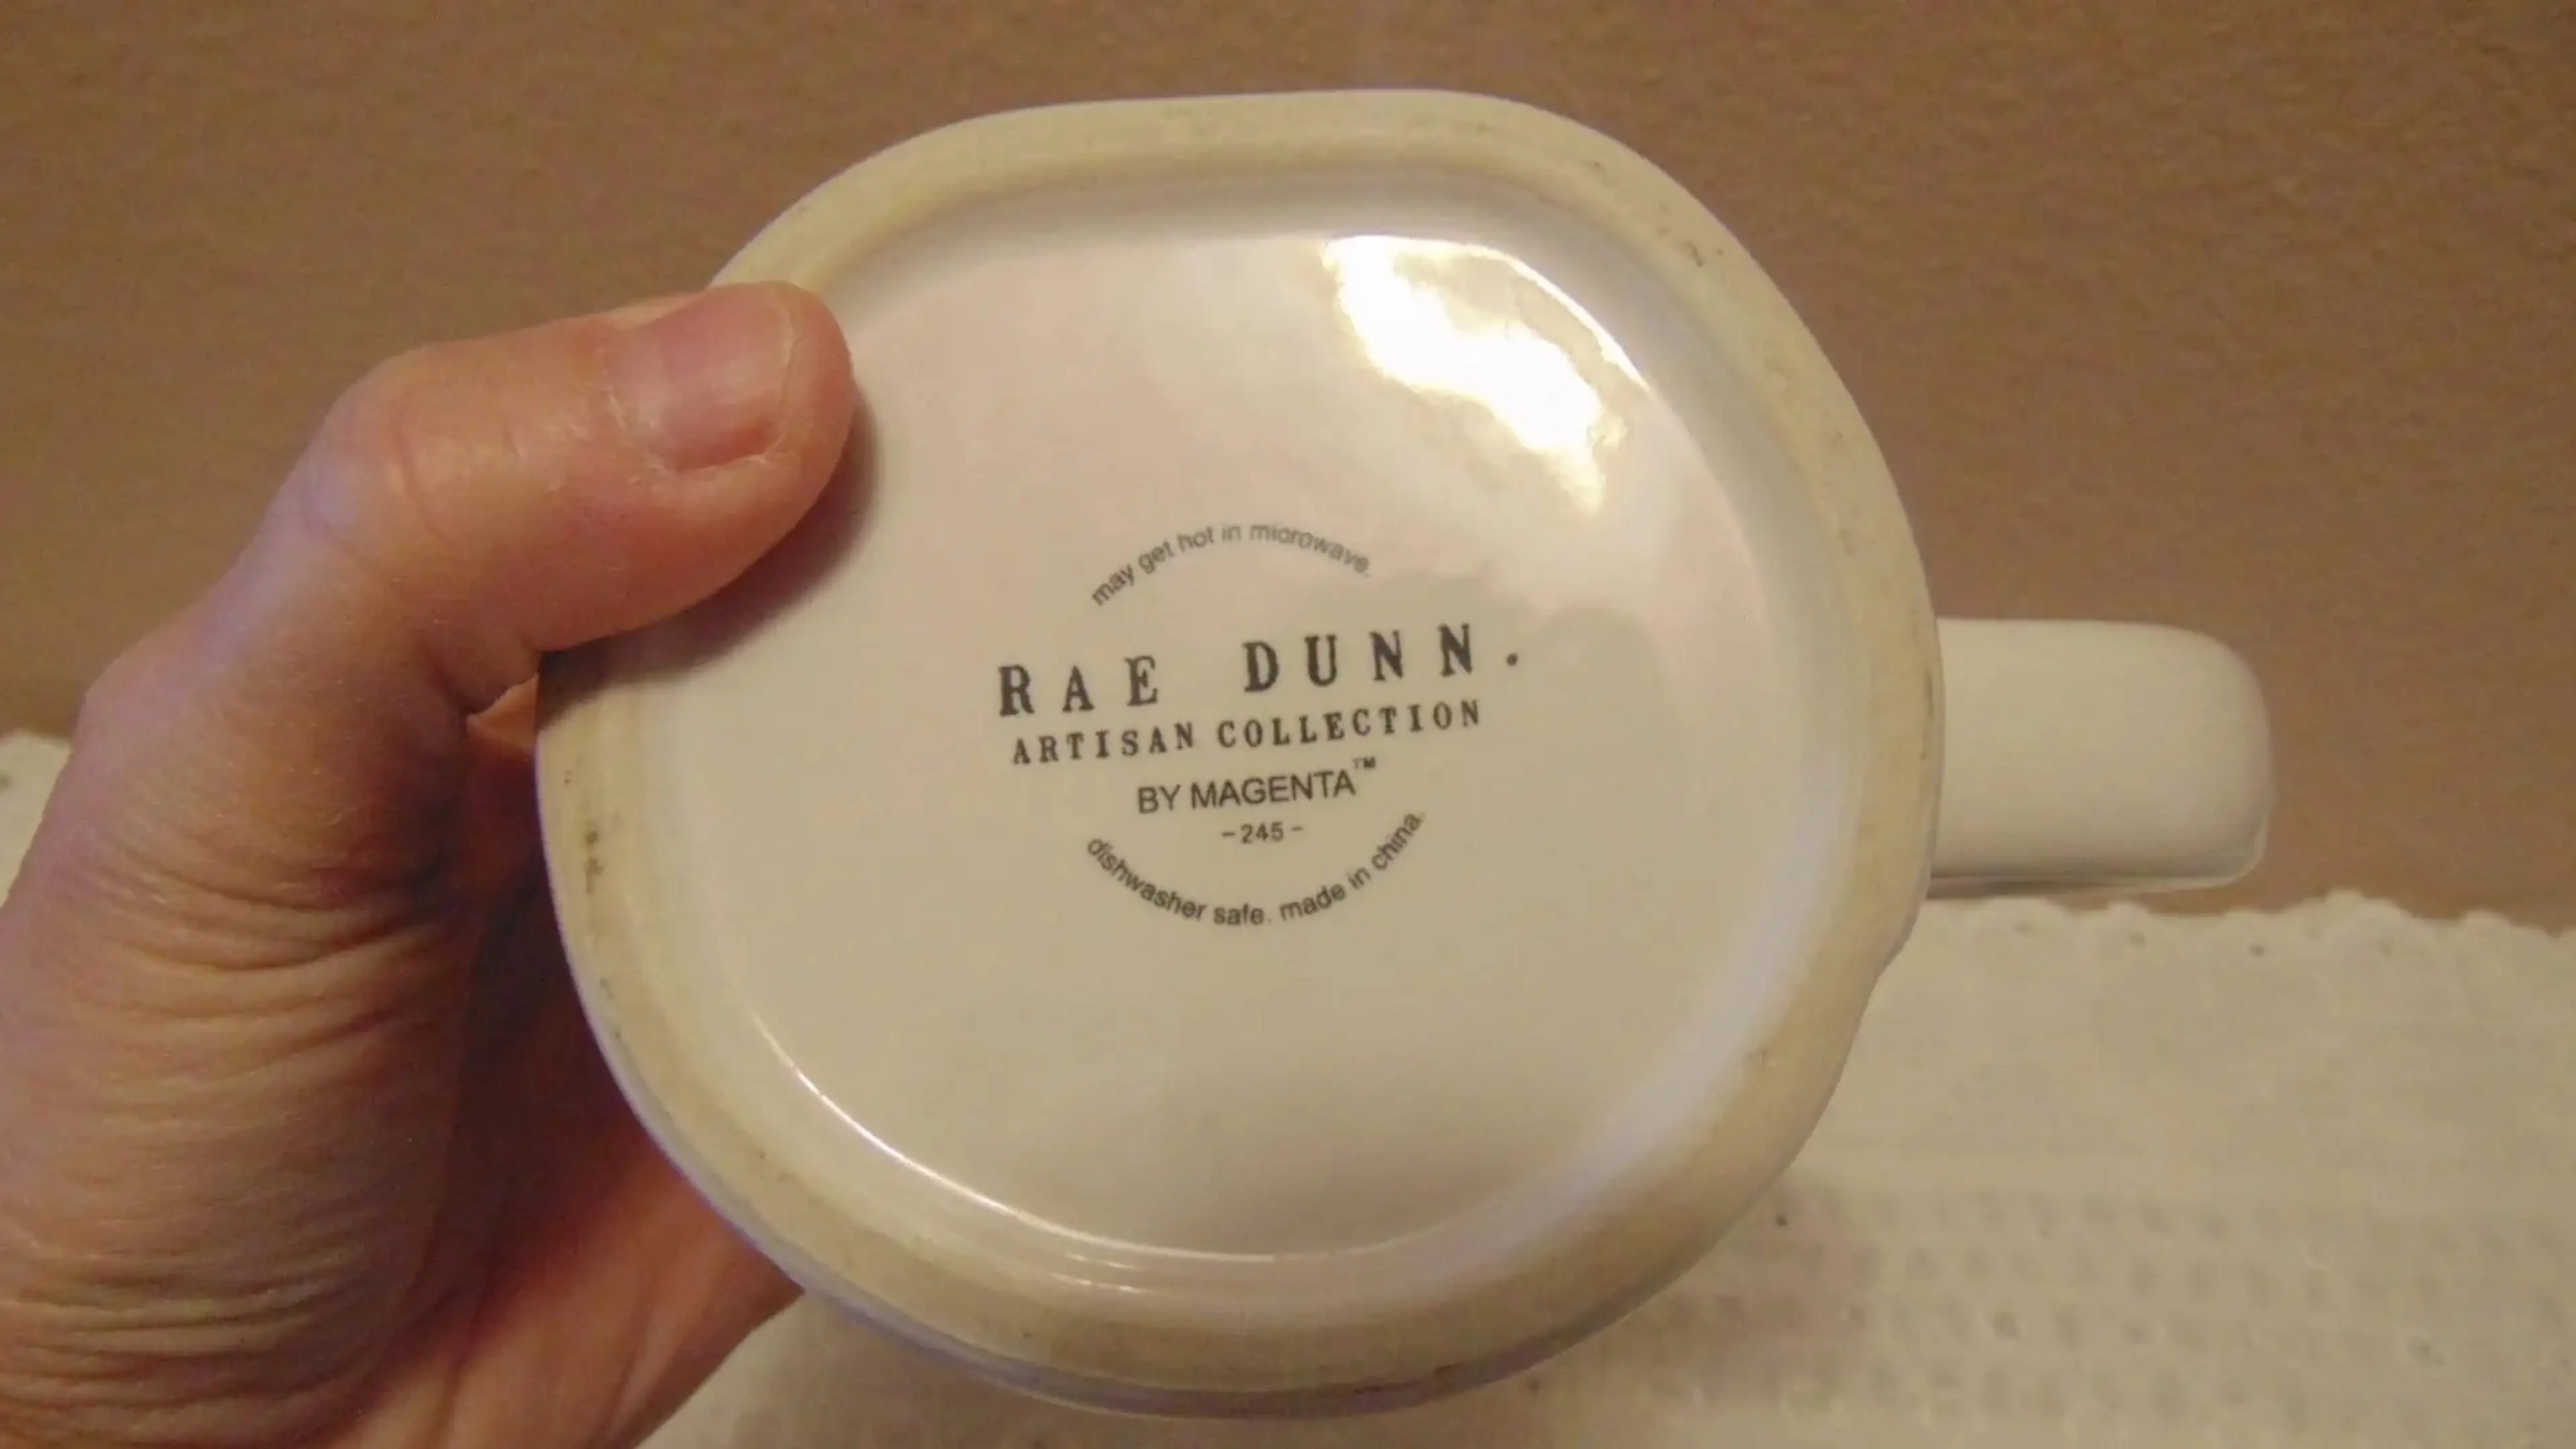 may get hot in microwave.
RAE DUNN.
ARTISAN COLLECTION
BY MAGENTA™
-245-
dishwasher safe. made in china.